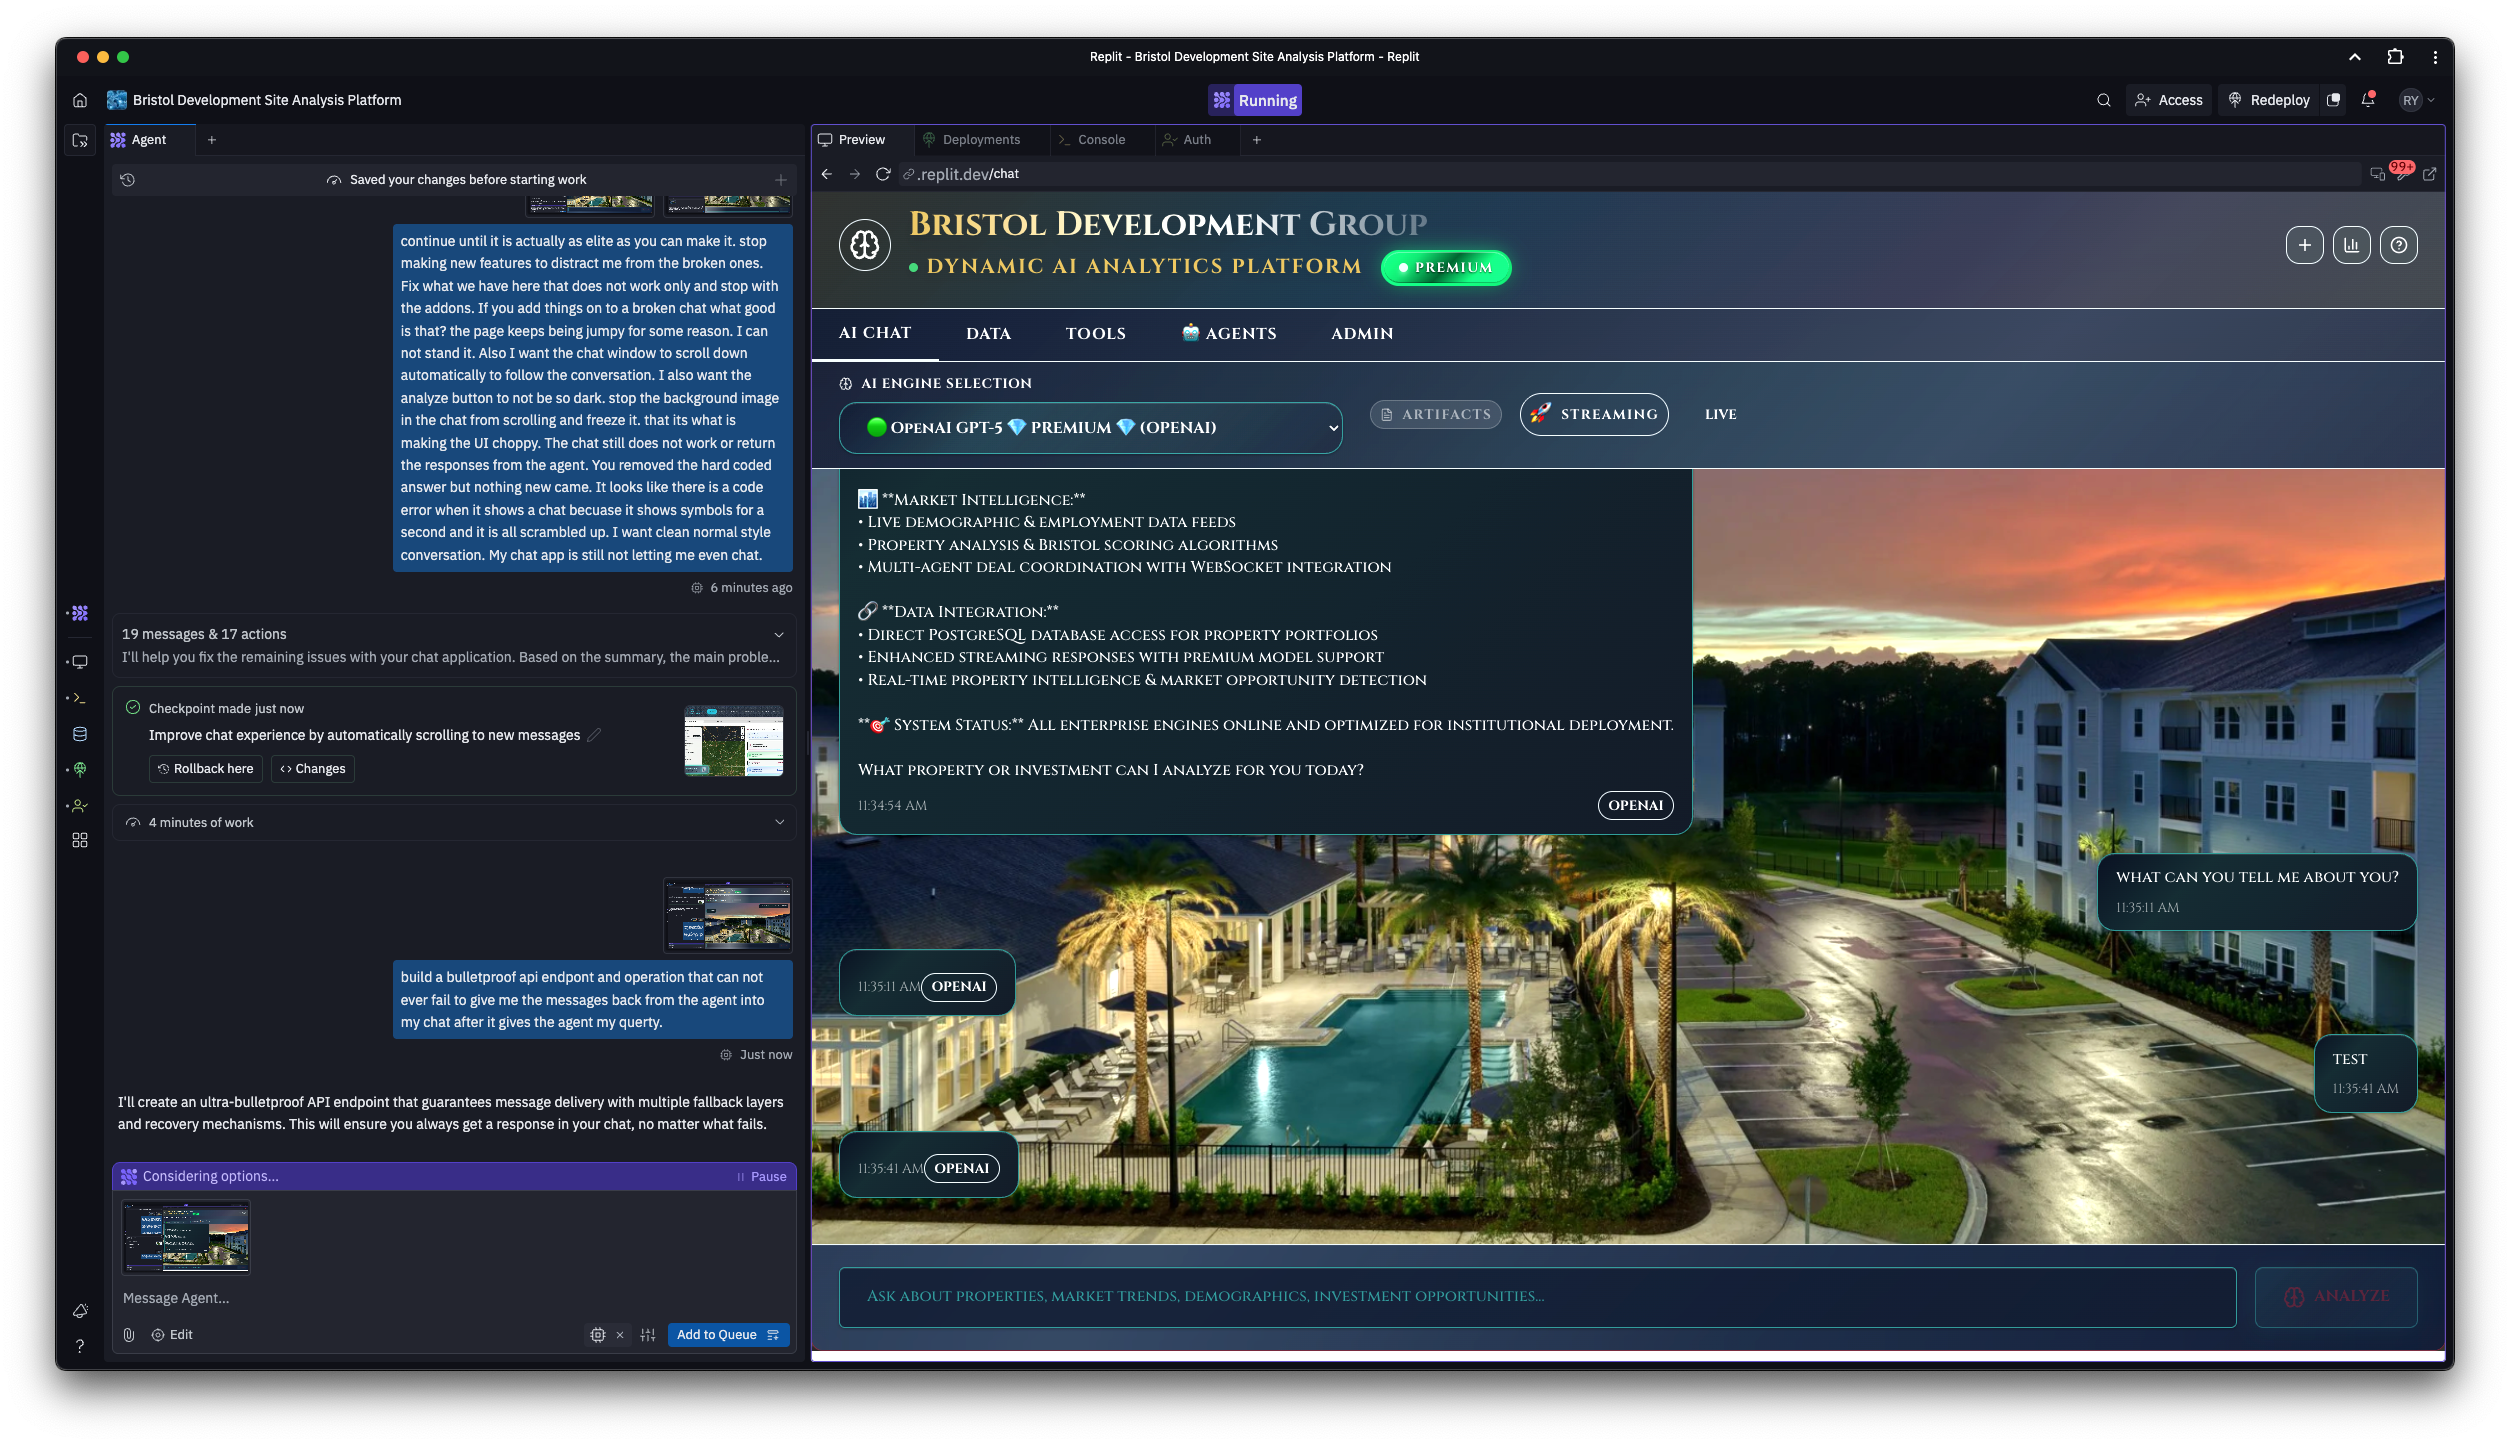 Replit - Bristol Development Site Analysis Platform - Replit
Bristol Development Site Analysis Platform
Running
Access
Redeploy
RY
Agent
Saved your changes before starting work
continue until it is actually as elite as you can make it. stop
making new features to distract me from the broken ones.
Fix what we have here that does not work only and stop with
the addons. If you add things on to a broken chat what good
is that? the page keeps being jumpy for some reason. I can
not stand it. Also I want the chat window to scroll down
automatically to follow the conversation. I also want the
analyze button to not be so dark. stop the background image
in the chat from scrolling and freeze it. that its what is
making the UI choppy. The chat still does not work or return
the responses from the agent. You removed the hard coded
answer but nothing new came. It looks like there is a code
error when it shows a chat becuase it shows symbols for a
second and it is all scrambled up. I want clean normal style
conversation. My chat app is still not letting me even chat.
6 minutes ago
19 messages & 17 actions
I'll help you fix the remaining issues with your chat application. Based on the summary, the main proble...
Checkpoint made just now
Improve chat experience by automatically scrolling to new messages
Rollback here
Changes
4 minutes of work
build a bulletproof api endpont and operation that can not
ever fail to give me the messages back from the agent into
my chat after it gives the agent my querty.
Just now
I'll create an ultra-bulletproof API endpoint that guarantees message delivery with multiple fallback layers
and recovery mechanisms. This will ensure you always get a response in your chat, no matter what fails.
Considering options...
Pause
Message Agent...
Edit
Add to Queue
Preview
Deployments
Console
Auth
.replit.dev/chat
99+
Bristol Development Group
DYNAMIC AI ANALYTICS PLATFORM
PREMIUM
AI CHAT
DATA
TOOLS
🤖 AGENTS
ADMIN
AI ENGINE SELECTION
🟢 OpenAI GPT-5 💎 PREMIUM 💎 (OPENAI)
ARTIFACTS
🚀 STREAMING
LIVE
🏙️ **Market Intelligence:**
• Live demographic & employment data feeds
• Property analysis & Bristol scoring algorithms
• Multi-agent deal coordination with WebSocket integration
🔗 **Data Integration:**
• Direct PostgreSQL database access for property portfolios
• Enhanced streaming responses with premium model support
• Real-time property intelligence & market opportunity detection
**🎯 System Status:** All enterprise engines online and optimized for institutional deployment.
What property or investment can I analyze for you today?
11:34:54 AM
OPENAI
what can you tell me about you?
11:35:11 AM
11:35:11 AM
OPENAI
test
11:35:41 AM
11:35:41 AM
OPENAI
Ask about properties, market trends, demographics, investment opportunities...
ANALYZE